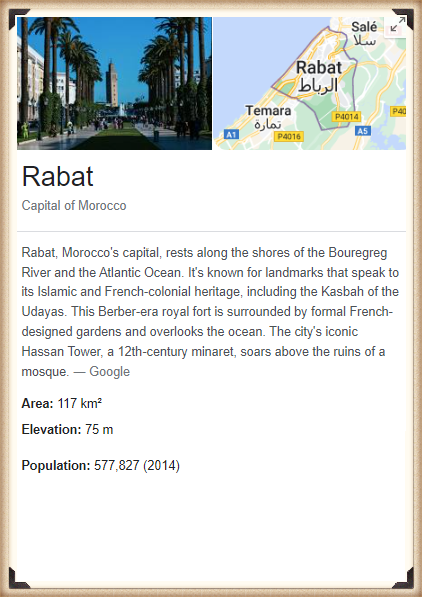 Salé
سلا
Rabat
الرباط
Temara
تمارة
P4014
P40
A1
P4016
A5
Rabat
Capital of Morocco
Rabat, Morocco's capital, rests along the shores of the Bouregreg
River and the Atlantic Ocean. It's known for landmarks that speak to
its Islamic and French-colonial heritage, including the Kasbah of the
Udayas. This Berber-era royal fort is surrounded by formal French-
designed gardens and overlooks the ocean. The city's iconic
Hassan Tower, a 12th-century minaret, soars above the ruins of a
mosque. — Google
Area: 117 km²
Elevation: 75 m
Population: 577,827 (2014)